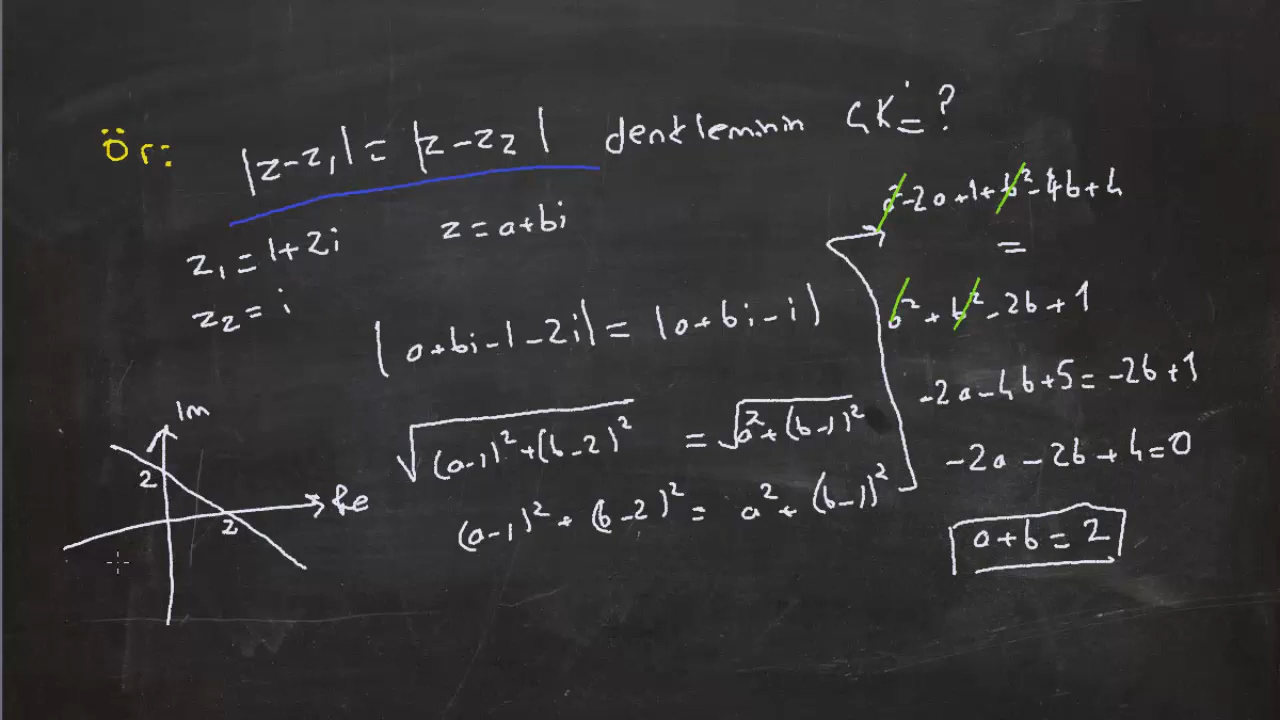 Ör: |z-z₁| = |z-z₂| denkleminin ÇK = ?
z₁ = 1+2i
z₂ = i
z = a+bi
|a+bi-1-2i| = |a+bi-i|
√((a-1)²+(b-2)²) = √(a²+(b-1)²)
(a-1)² + (b-2)² = a² + (b-1)²
a²-2a+1+b²-4b+4
=
a² + b² - 2b + 1
-2a-4b+5 = -2b+1
-2a-2b+4=0
a+b = 2
Im
2
2
Re